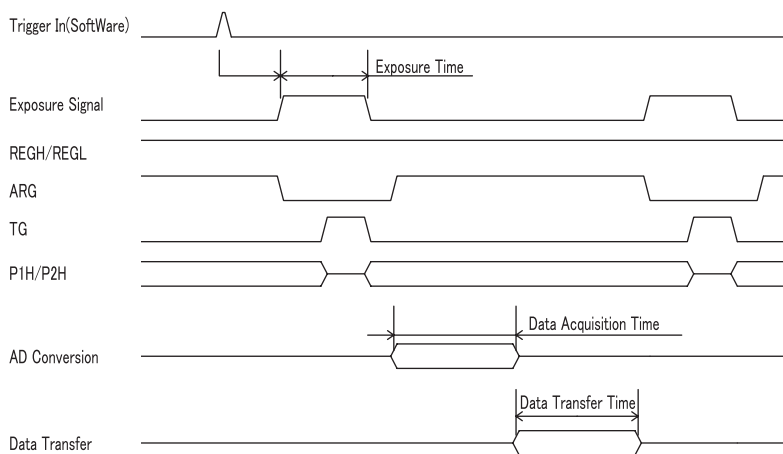 Trigger In(SoftWare)
Exposure Time
Exposure Signal
REGH/REGL
ARG
TG
P1H/P2H
Data Acquisition Time
AD Conversion
Data Transfer Time
Data Transfer